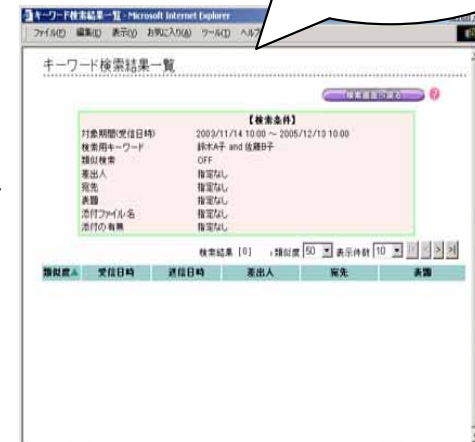 キーワード検索結果一覧 - Microsoft Internet Explorer
ファイル(F) 編集(E) 表示(V) お気に入り(A) ツール(T) ヘルプ
キーワード検索結果一覧
検索画面へ戻る ?
【検索条件】
対象期間(受信日時) 2003/11/14 10:00 ～ 2005/12/13 10:00
検索用キーワード 鈴木A子 and 佐藤B子
類似検索 OFF
差出人 指定なし
宛先 指定なし
表題 指定なし
添付ファイル名 指定なし
添付の有無 指定なし
検索結果 [0] :類似度 50 表示件数 10 |< < > >|
類似度▲ 受信日時 送信日時 差出人 宛先 表題